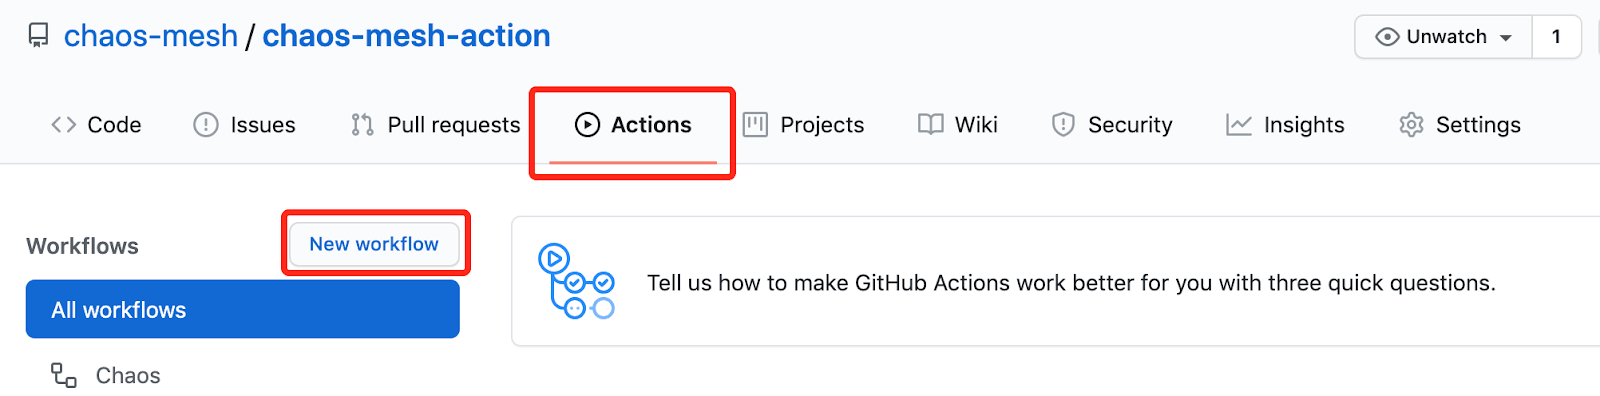 chaos-mesh / chaos-mesh-action
Unwatch 1
Code Issues Pull requests Actions Projects Wiki Security Insights Settings
Workflows New workflow
Tell us how to make GitHub Actions work better for you with three quick questions.
All workflows
Chaos